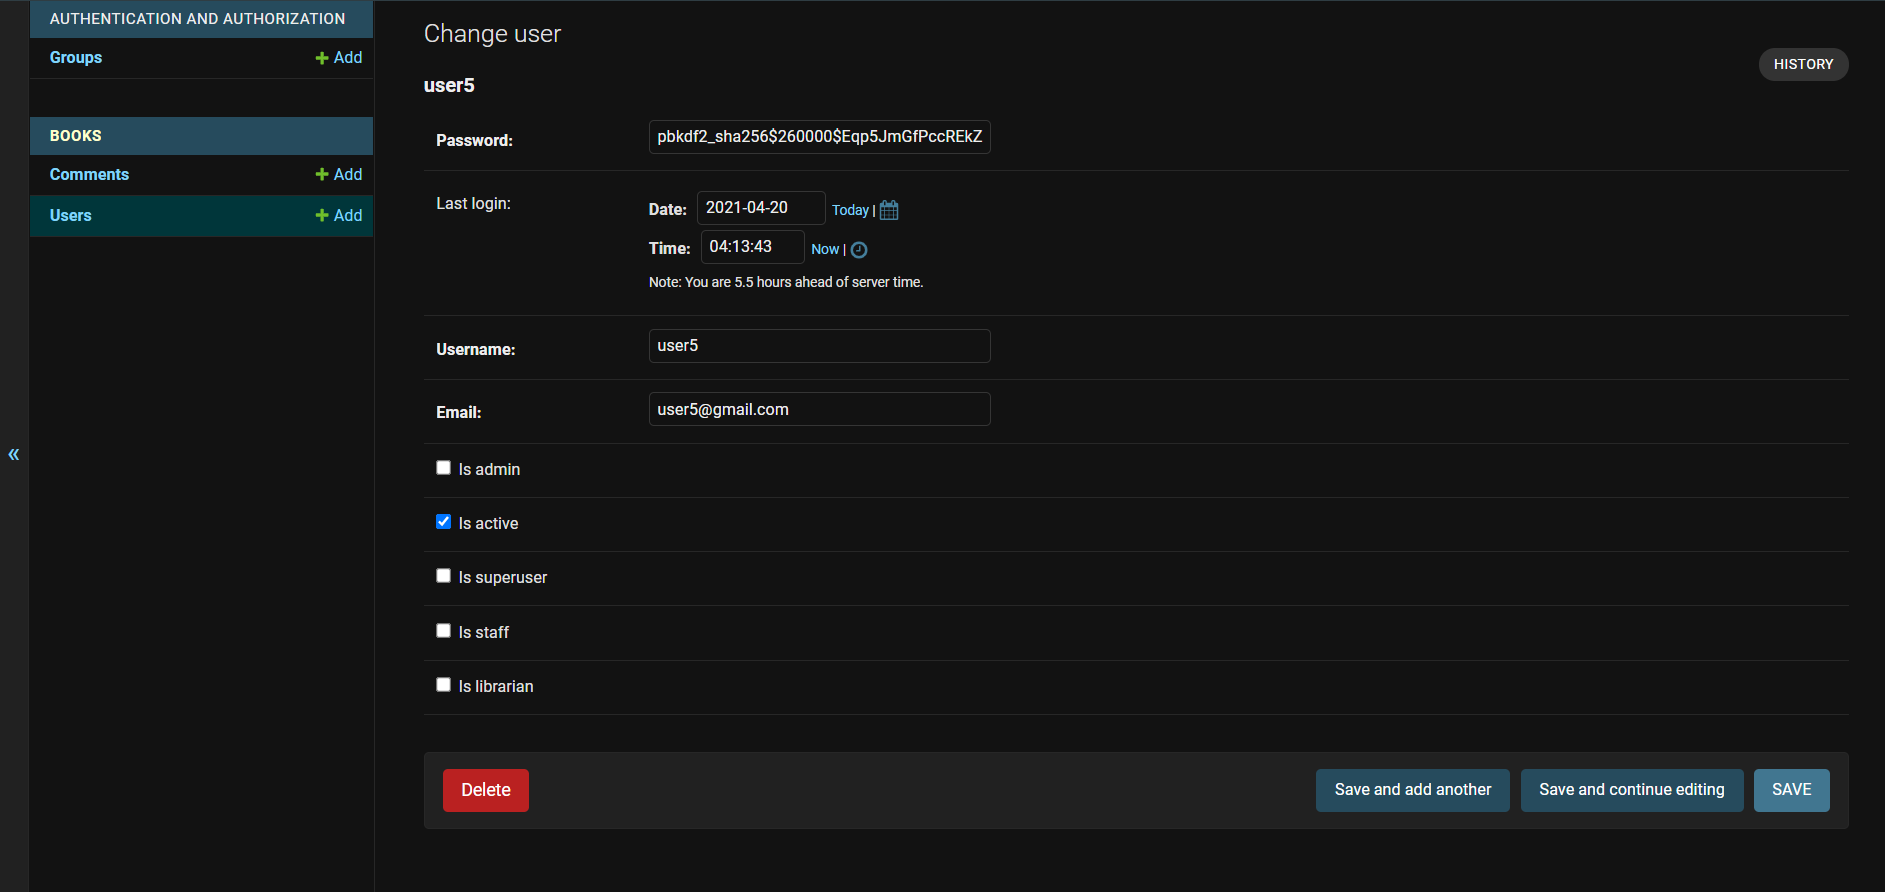 AUTHENTICATION AND AUTHORIZATION
Groups + Add
BOOKS
Comments + Add
Users + Add
«
Change user
HISTORY
user5
Password: pbkdf2_sha256$260000$Eqp5JmGfPccREkZ
Last login:
Date: 2021-04-20 Today |
Time: 04:13:43 Now |
Note: You are 5.5 hours ahead of server time.
Username: user5
Email: user5@gmail.com
Is admin
Is active
Is superuser
Is staff
Is librarian
Delete Save and add another Save and continue editing SAVE